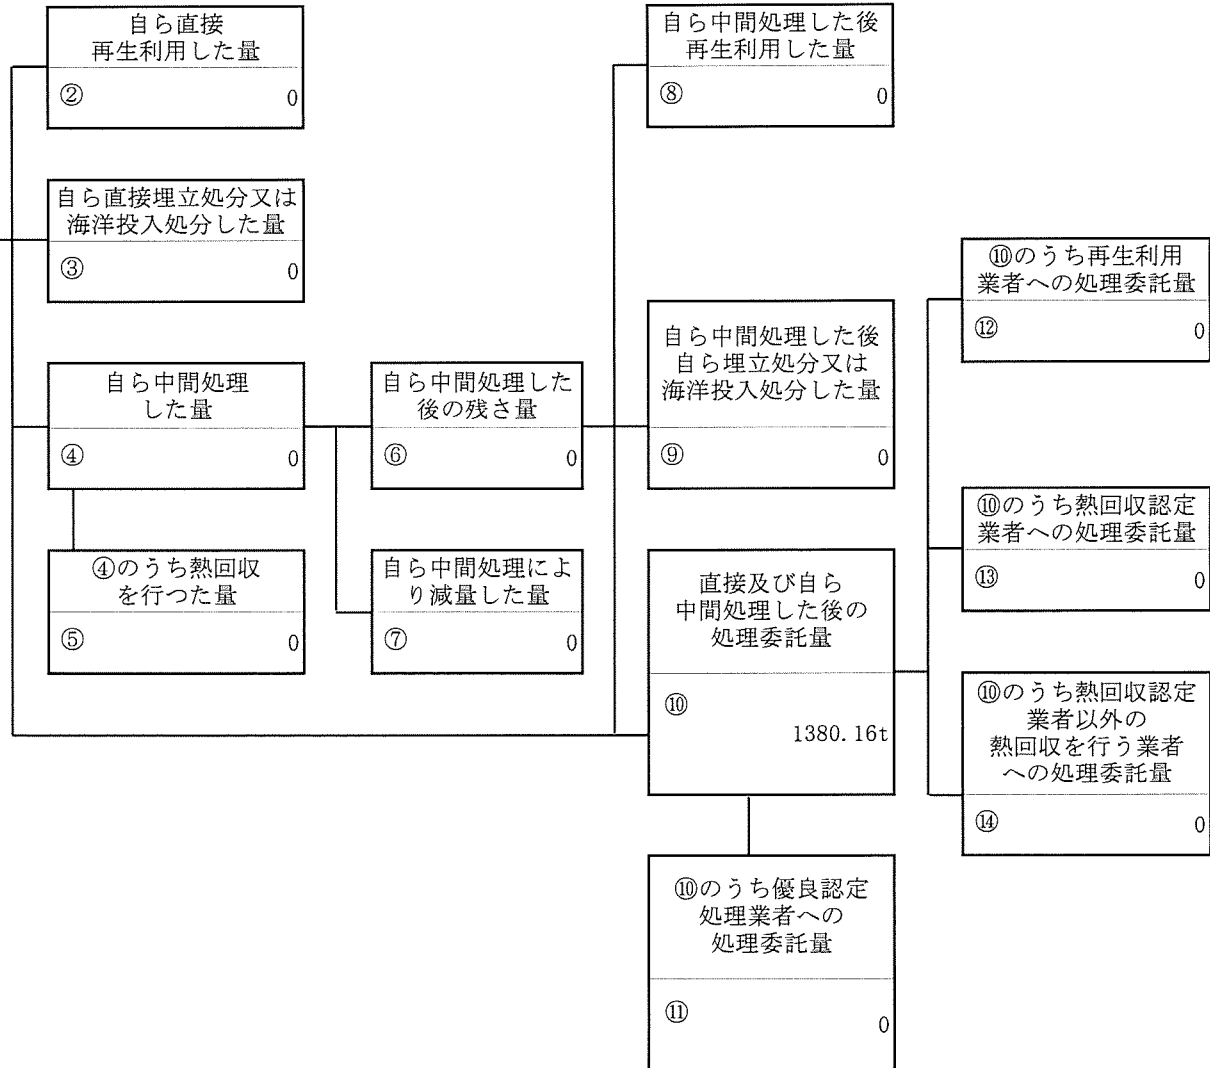 自ら直接
再生利用した量
② 0
自ら中間処理した後
再生利用した量
⑧ 0
自ら直接埋立処分又は
海洋投入処分した量
③ 0
⑩のうち再生利用
業者への処理委託量
⑫ 0
自ら中間処理した後
自ら埋立処分又は
海洋投入処分した量
⑨ 0
自ら中間処理
した量
④ 0
自ら中間処理した
後の残さ量
⑥ 0
⑩のうち熱回収認定
業者への処理委託量
⑬ 0
④のうち熱回収
を行つた量
⑤ 0
自ら中間処理によ
り減量した量
⑦ 0
直接及び自ら
中間処理した後の
処理委託量
⑩
1380.16t
⑩のうち熱回収認定
業者以外の
熱回収を行う業者
への処理委託量
⑭ 0
⑩のうち優良認定
処理業者への
処理委託量
⑪ 0